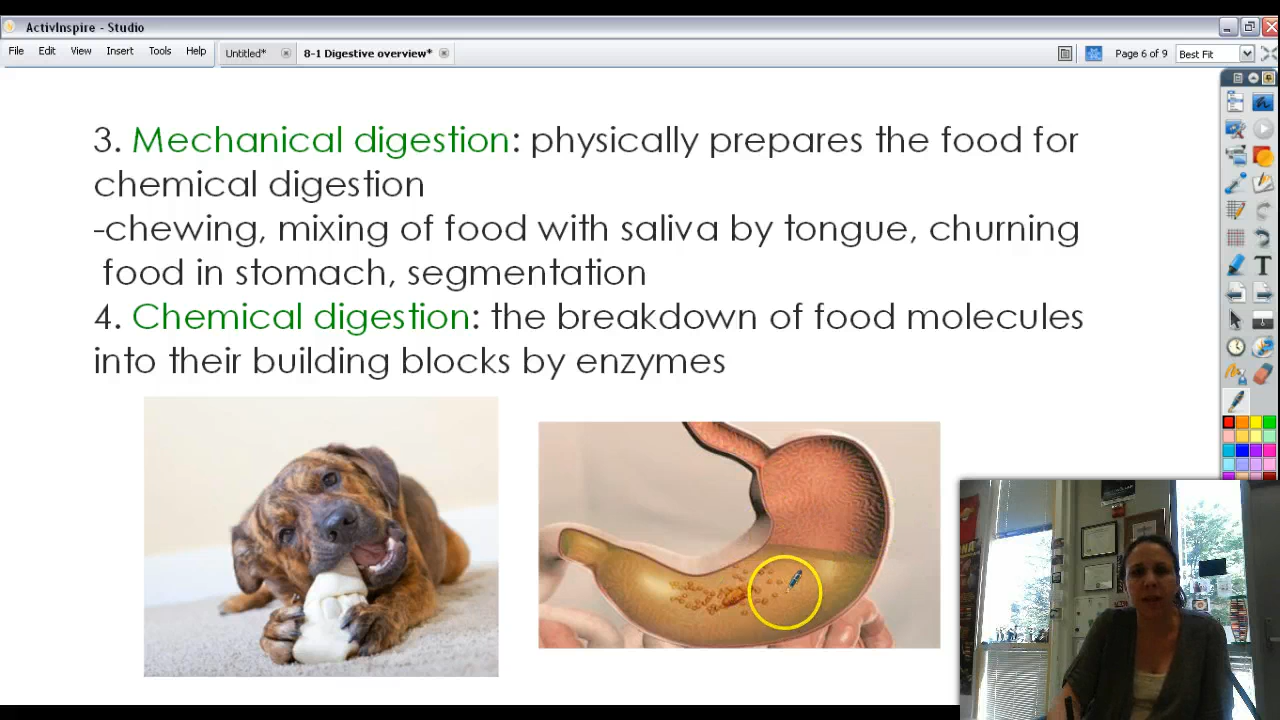 ActivInspire - Studio
File Edit View Insert Tools Help
Untitled* 8-1 Digestive overview* Page 6 of 9 Best Fit
3. Mechanical digestion: physically prepares the food for
chemical digestion
-chewing, mixing of food with saliva by tongue, churning
food in stomach, segmentation
4. Chemical digestion: the breakdown of food molecules
into their building blocks by enzymes